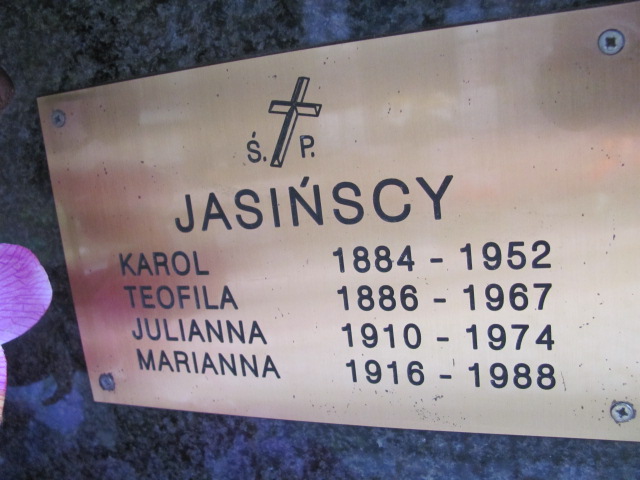 Ś. P.
JASIŃSCY
KAROL 1884 - 1952
TEOFILA 1886 - 1967
JULIANNA 1910 - 1974
MARIANNA 1916 - 1988